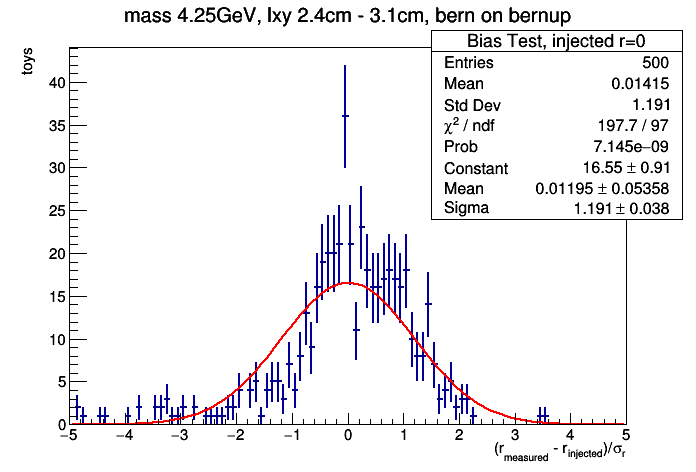 mass 4.25GeV, lxy 2.4cm - 3.1cm, bern on bernup
Bias Test, injected r=0
Entries 500
Mean 0.01415
Std Dev 1.191
χ² / ndf 197.7 / 97
Prob 7.145e−09
Constant 16.55 ± 0.91
Mean 0.01195 ± 0.05358
Sigma 1.191 ± 0.038
toys
40
35
30
25
20
15
10
5
0
−5 −4 −3 −2 −1 0 1 2 3 4 5
(r_measured - r_injected)/σ_r